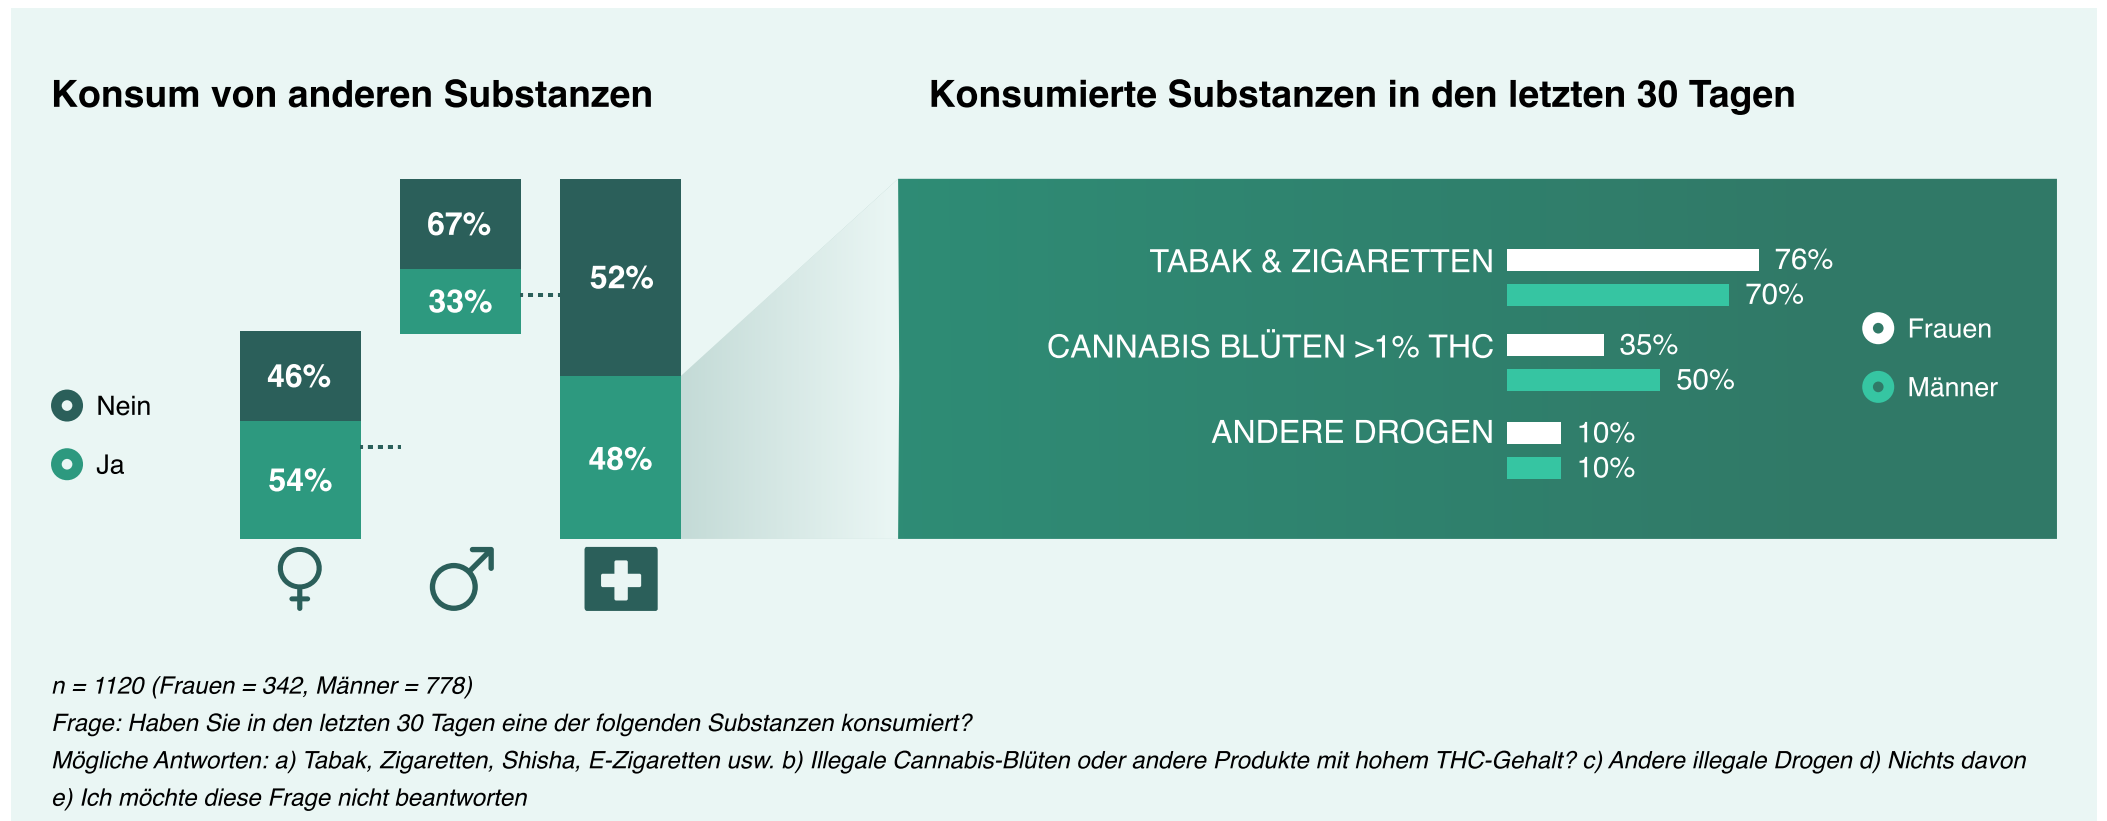 Konsum von anderen Substanzen
Konsumierte Substanzen in den letzten 30 Tagen
67%
33%
52%
48%
46%
54%
Nein
Ja
TABAK & ZIGARETTEN
76%
70%
CANNABIS BLÜTEN >1% THC
35%
50%
ANDERE DROGEN
10%
10%
Frauen
Männer
n = 1120 (Frauen = 342, Männer = 778)
Frage: Haben Sie in den letzten 30 Tagen eine der folgenden Substanzen konsumiert?
Mögliche Antworten: a) Tabak, Zigaretten, Shisha, E-Zigaretten usw. b) Illegale Cannabis-Blüten oder andere Produkte mit hohem THC-Gehalt? c) Andere illegale Drogen d) Nichts davon
e) Ich möchte diese Frage nicht beantworten